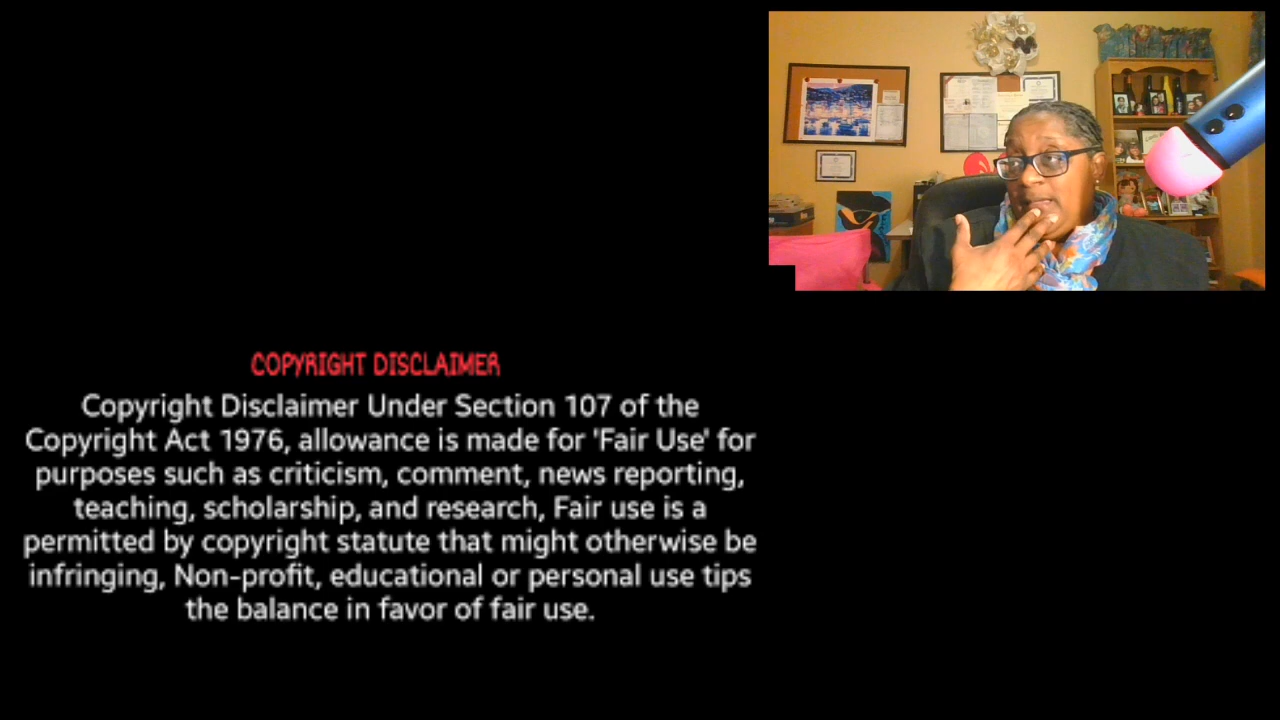 COPYRIGHT DISCLAIMER
Copyright Disclaimer Under Section 107 of the
Copyright Act 1976, allowance is made for 'Fair Use' for
purposes such as criticism, comment, news reporting,
teaching, scholarship, and research, Fair use is a
permitted by copyright statute that might otherwise be
infringing, Non-profit, educational or personal use tips
the balance in favor of fair use.